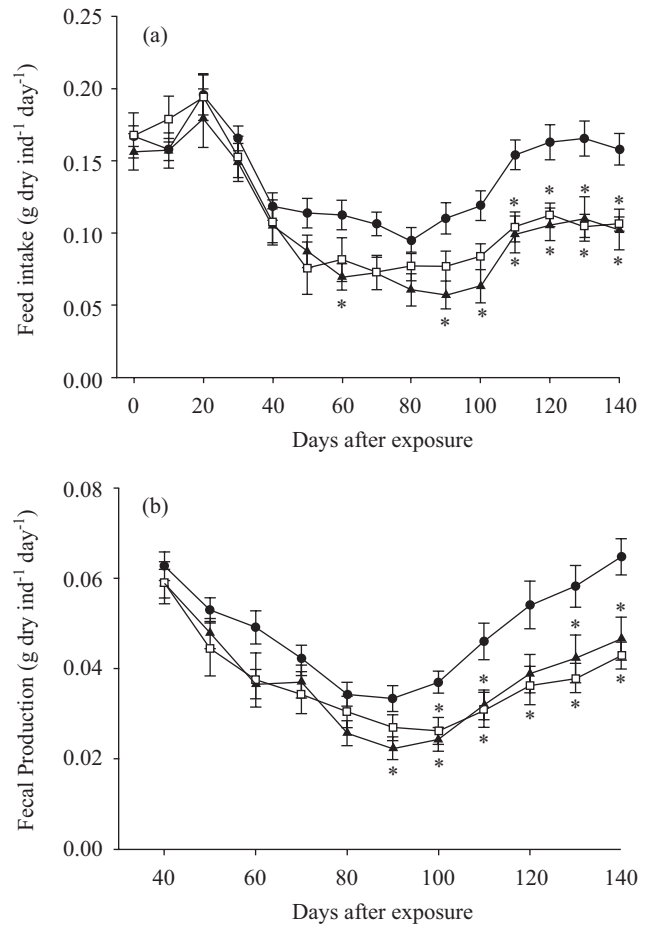 (a)
Feed intake (g dry ind-1 day-1)
0.25
0.20
0.15
0.10
0.05
0.00
* * * *
* * * * * * *
0 20 40 60 80 100 120 140
Days after exposure
(b)
Fecal Production (g dry ind-1 day-1)
0.08
0.06
0.04
0.02
0.00
* * * *
* * * * * *
40 60 80 100 120 140
Days after exposure